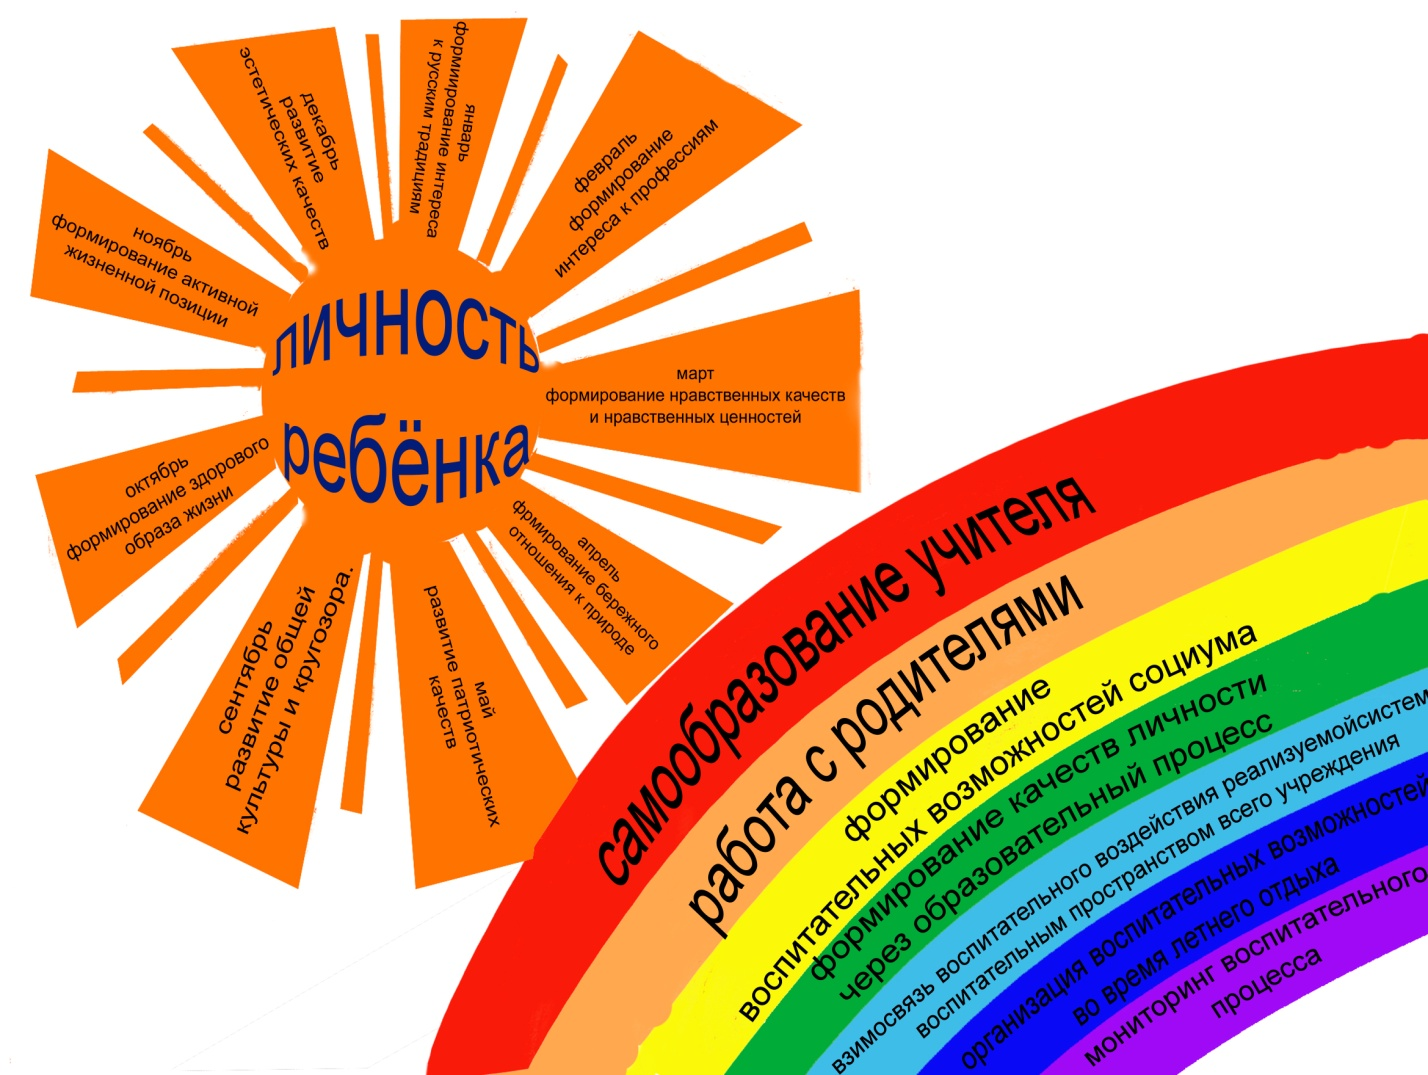 личность
ребёнка
сентябрь
развитие общей
культуры и кругозора.
октябрь
формирование здорового
образа жизни
ноябрь
формирование активной
жизненной позиции
декабрь
развитие
эстетических качеств
январь
формиирование интереса
к русским традициям
февраль
формирование
интереса к профессиям
март
формирование нравственных качеств
и нравственных ценностей
апрель
фрмирование бережного
отношения к природе
май
развитие патриотических
качеств
самообразование учителя
работа с родителями
формирование
воспитательных возможностей социума
формирование качеств личности
через образовательный процесс
взимосвязь воспитательного воздействия реализуемойсистем
воспитательным пространством всего учреждения
организация воспитательных возможностей
во время летнего отдыха
мониторинг воспитательного
процесса